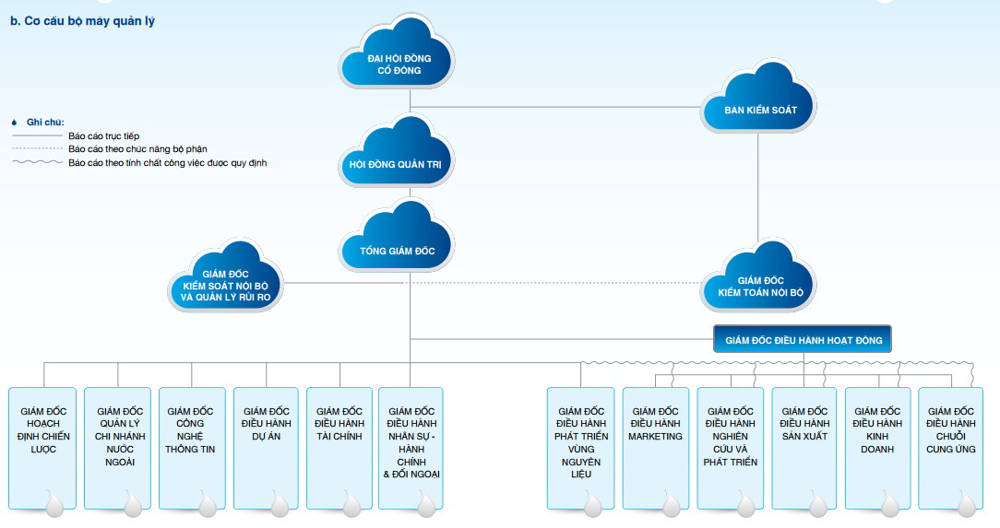 b. Cơ cấu bộ máy quản lý
ĐẠI HỘI ĐỒNG
CỔ ĐÔNG
BAN KIỂM SOÁT
Ghi chú:
Báo cáo trực tiếp
Báo cáo theo chức năng bộ phận
Báo cáo theo tính chất công việc được quy định
HỘI ĐỒNG QUẢN TRỊ
TỔNG GIÁM ĐỐC
GIÁM ĐỐC
KIỂM SOÁT NỘI BỘ
VÀ QUẢN LÝ RỦI RO
GIÁM ĐỐC
KIỂM TOÁN NỘI BỘ
GIÁM ĐỐC ĐIỀU HÀNH HOẠT ĐỘNG
GIÁM ĐỐC
HOẠCH
ĐỊNH CHIẾN
LƯỢC
GIÁM ĐỐC
QUẢN LÝ
CHI NHÁNH
NƯỚC
NGOÀI
GIÁM ĐỐC
CÔNG
NGHỆ
THÔNG TIN
GIÁM ĐỐC
ĐIỀU HÀNH
DỰ ÁN
GIÁM ĐỐC
ĐIỀU HÀNH
TÀI CHÍNH
GIÁM ĐỐC
ĐIỀU HÀNH
NHÂN SỰ -
HÀNH
CHÍNH
& ĐỐI NGOẠI
GIÁM ĐỐC
ĐIỀU HÀNH
PHÁT TRIỂN
VÙNG
NGUYÊN
LIỆU
GIÁM ĐỐC
ĐIỀU HÀNH
MARKETING
GIÁM ĐỐC
ĐIỀU HÀNH
NGHIÊN
CỨU VÀ
PHÁT TRIỂN
GIÁM ĐỐC
ĐIỀU HÀNH
SẢN XUẤT
GIÁM ĐỐC
ĐIỀU HÀNH
KINH
DOANH
GIÁM ĐỐC
ĐIỀU HÀNH
CHUỖI
CUNG ỨNG